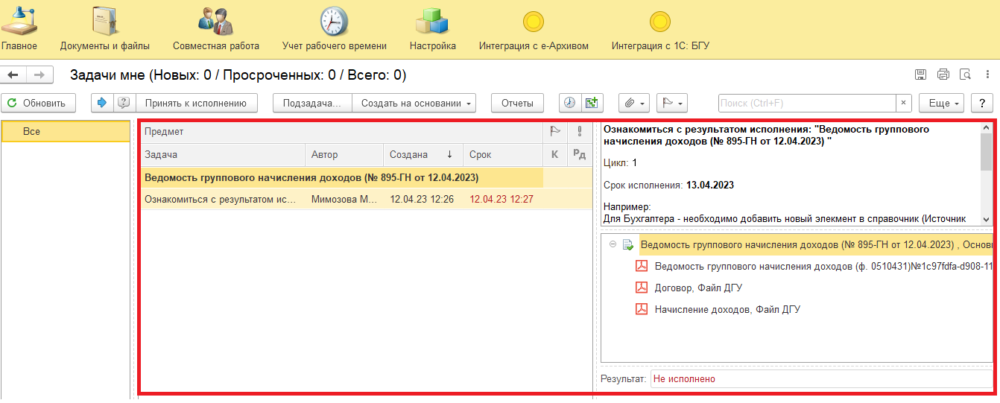 Главное Документы и файлы Совместная работа Учет рабочего времени Настройка Интеграция с е-Архивом Интеграция с 1С: БГУ
Задачи мне (Новых: 0 / Просроченных: 0 / Всего: 0)
Обновить Принять к исполнению Подзадача... Создать на основании Отчеты Поиск (Ctrl+F) × Еще ?
Все
Предмет
Задача Автор Создана ↓ Срок К Рд
Ведомость группового начисления доходов (№ 895-ГН от 12.04.2023)
Ознакомиться с результатом ис... Мимозова М... 12.04.23 12:26 12.04.23 12:27
Ознакомиться с результатом исполнения: "Ведомость группового
начисления доходов (№ 895-ГН от 12.04.2023) "
Цикл: 1
Срок исполнения: 13.04.2023
Например:
Для Бухгалтера - необходимо добавить новый элекмент в справочник (Источник
Ведомость группового начисления доходов (№ 895-ГН от 12.04.2023) , Основ
Ведомость группового начисления доходов (ф. 0510431)№1c97fdfa-d908-11
Договор, Файл ДГУ
Начисление доходов, Файл ДГУ
Результат: Не исполнено